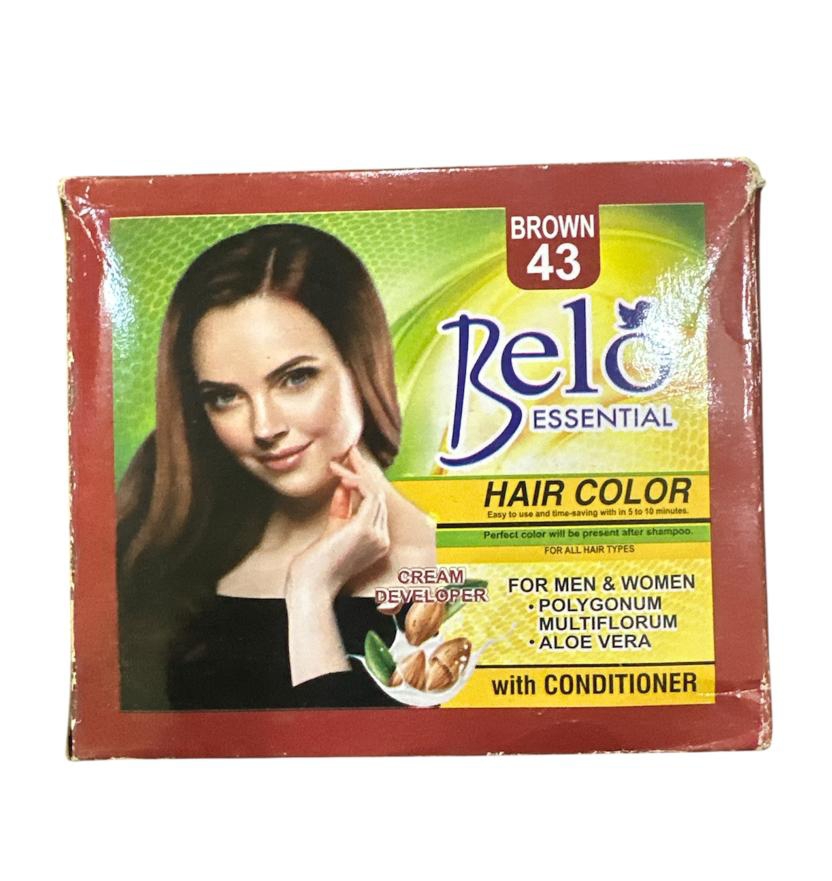 BROWN
43
Belo
ESSENTIAL
HAIR COLOR
Easy to use and time-saving with in 5 to 10 minutes.
Perfect color will be present after shampoo.
FOR ALL HAIR TYPES
CREAM
DEVELOPER
FOR MEN & WOMEN
• POLYGONUM
MULTIFLORUM
• ALOE VERA
with CONDITIONER